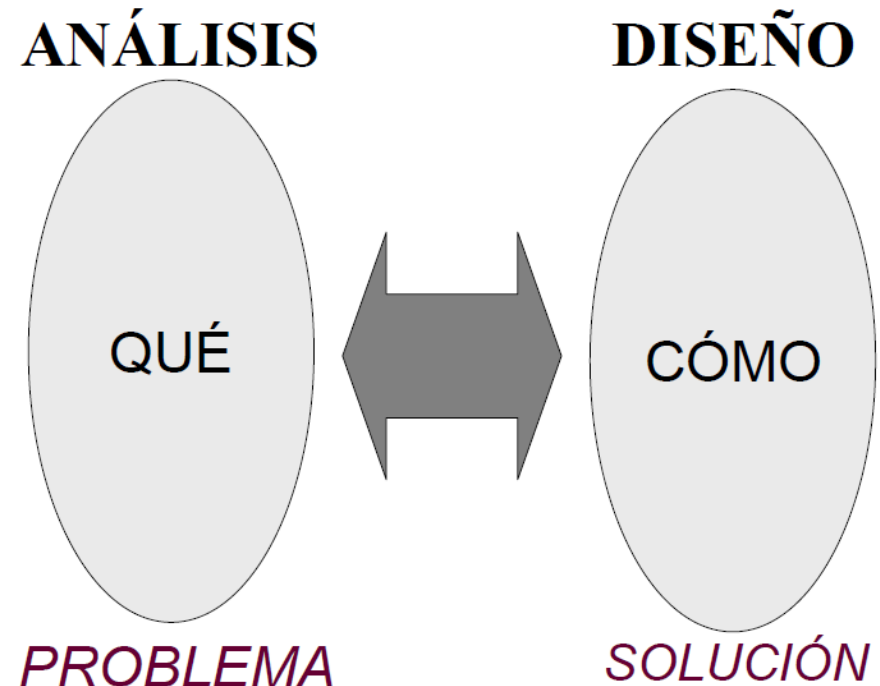 ANÁLISIS
DISEÑO
QUÉ
CÓMO
PROBLEMA
SOLUCIÓN